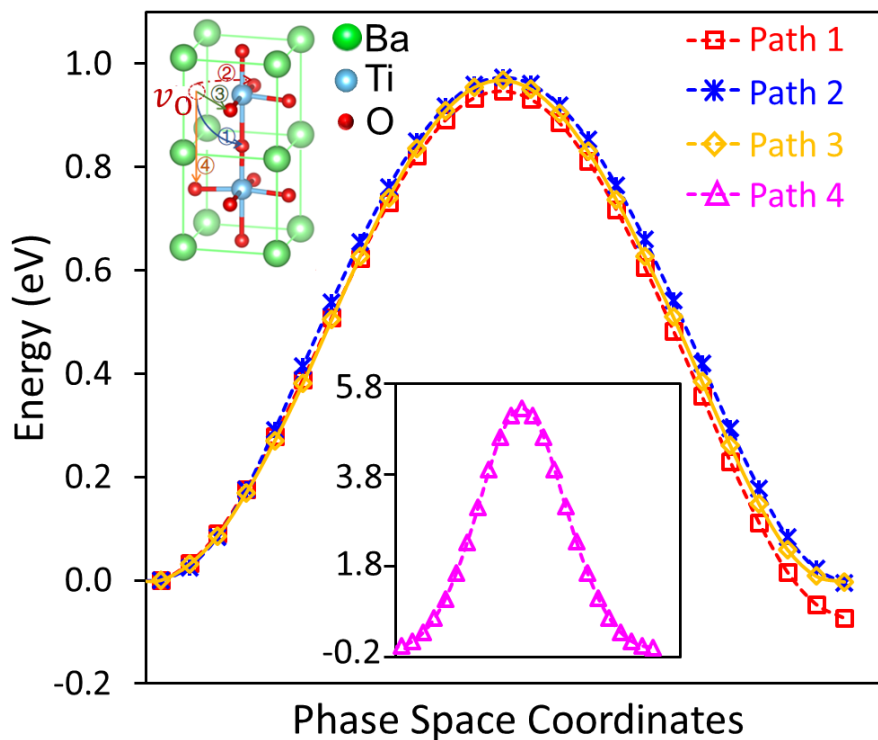 Energy (eV)
1.0
0.8
0.6
0.4
0.2
0.0
-0.2
Ba
Ti
O
νO
②
③
①
④
Path 1
Path 2
Path 3
Path 4
5.8
3.8
1.8
-0.2
Phase Space Coordinates